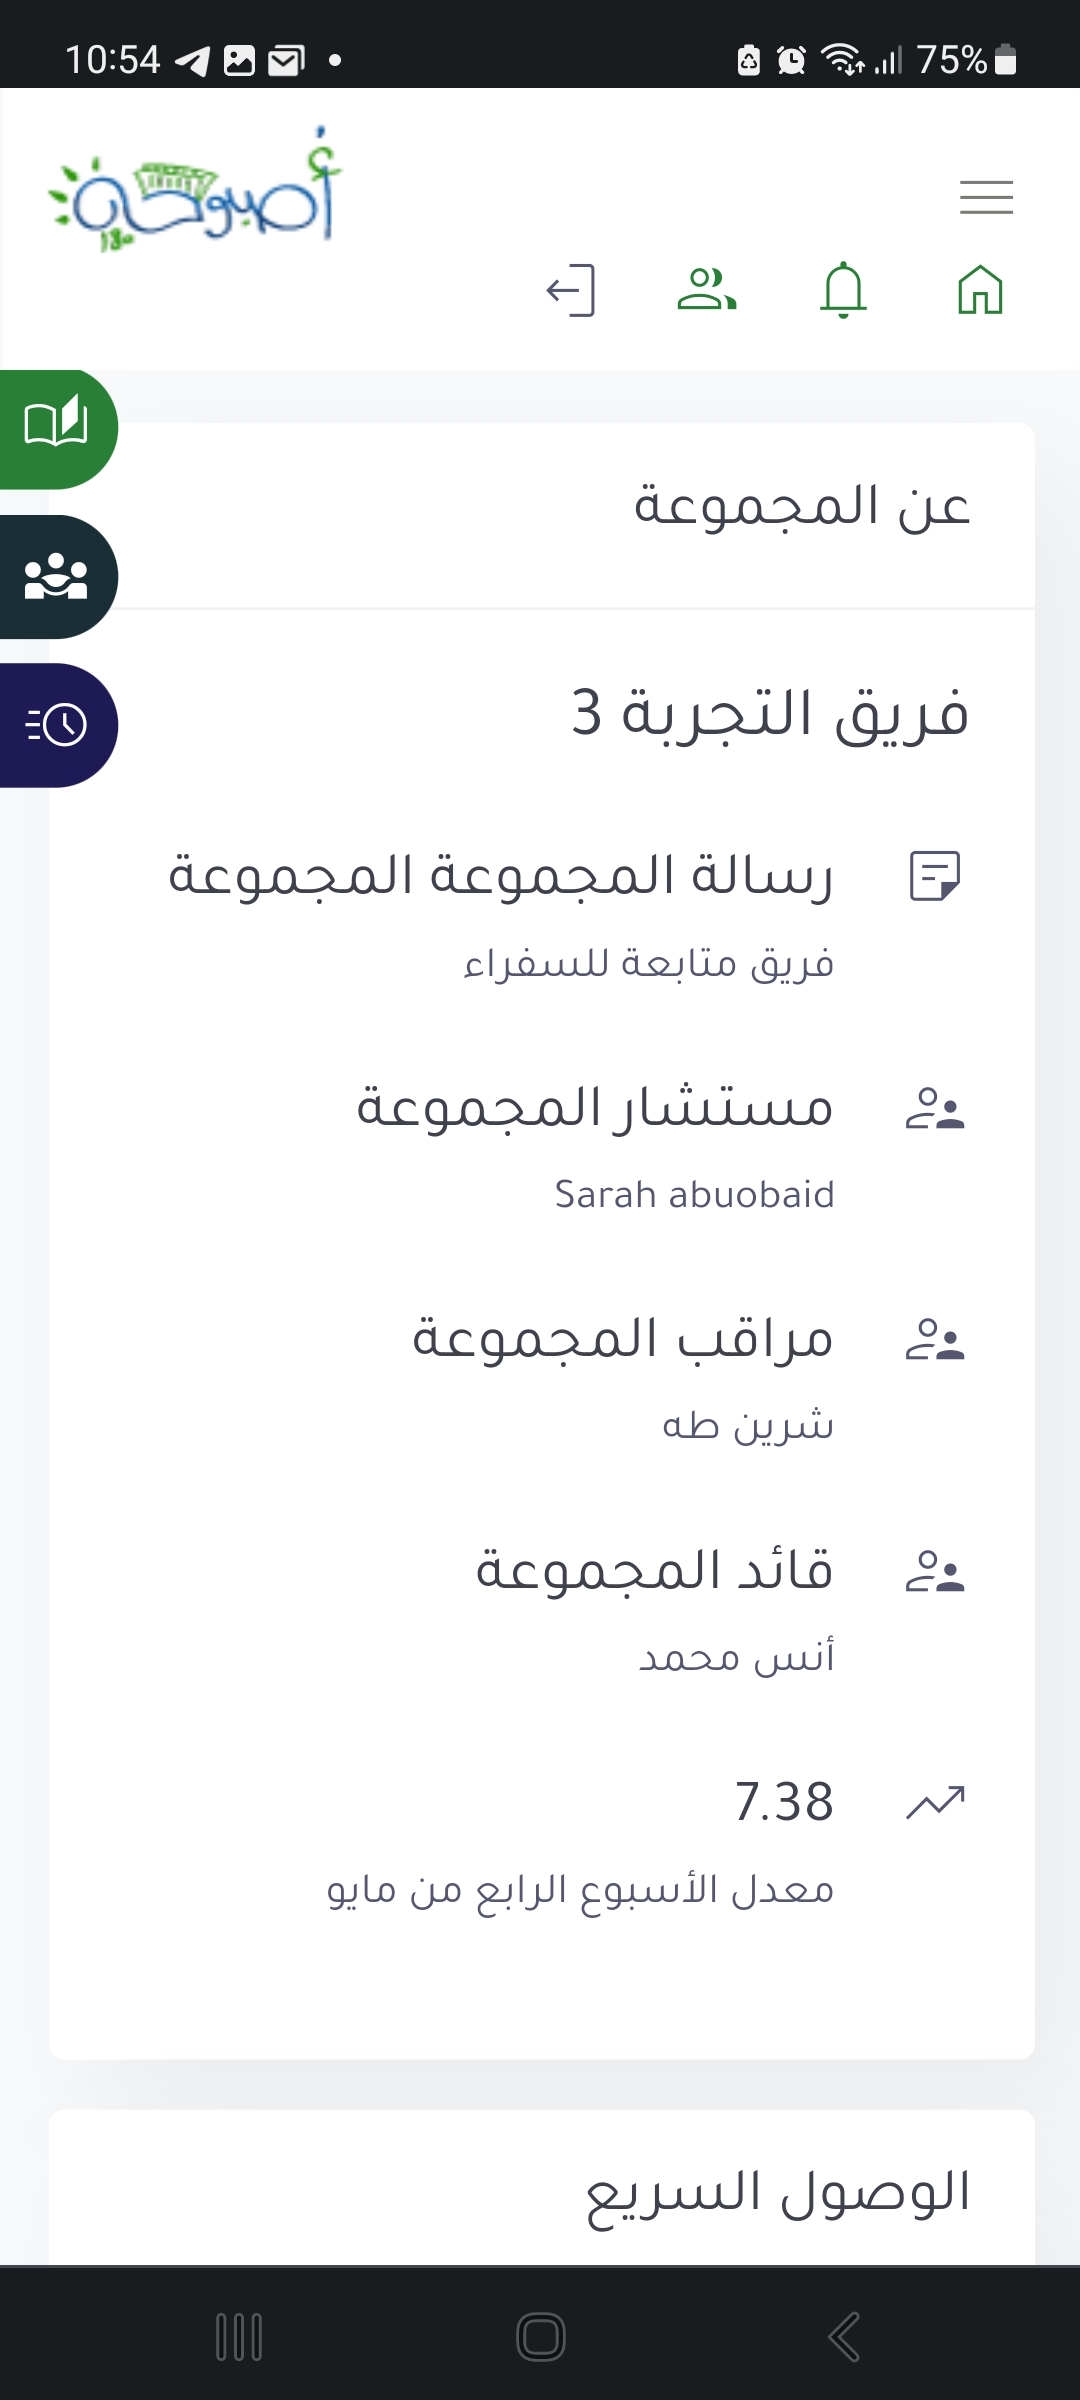 10:54
75%
أصبوحة
180
عن المجموعة
فريق التجربة 3
رسالة المجموعة المجموعة
فريق متابعة للسفراء
مستشار المجموعة
Sarah abuobaid
مراقب المجموعة
شرين طه
قائد المجموعة
أنس محمد
7.38
معدل الأسبوع الرابع من مايو
الوصول السريع